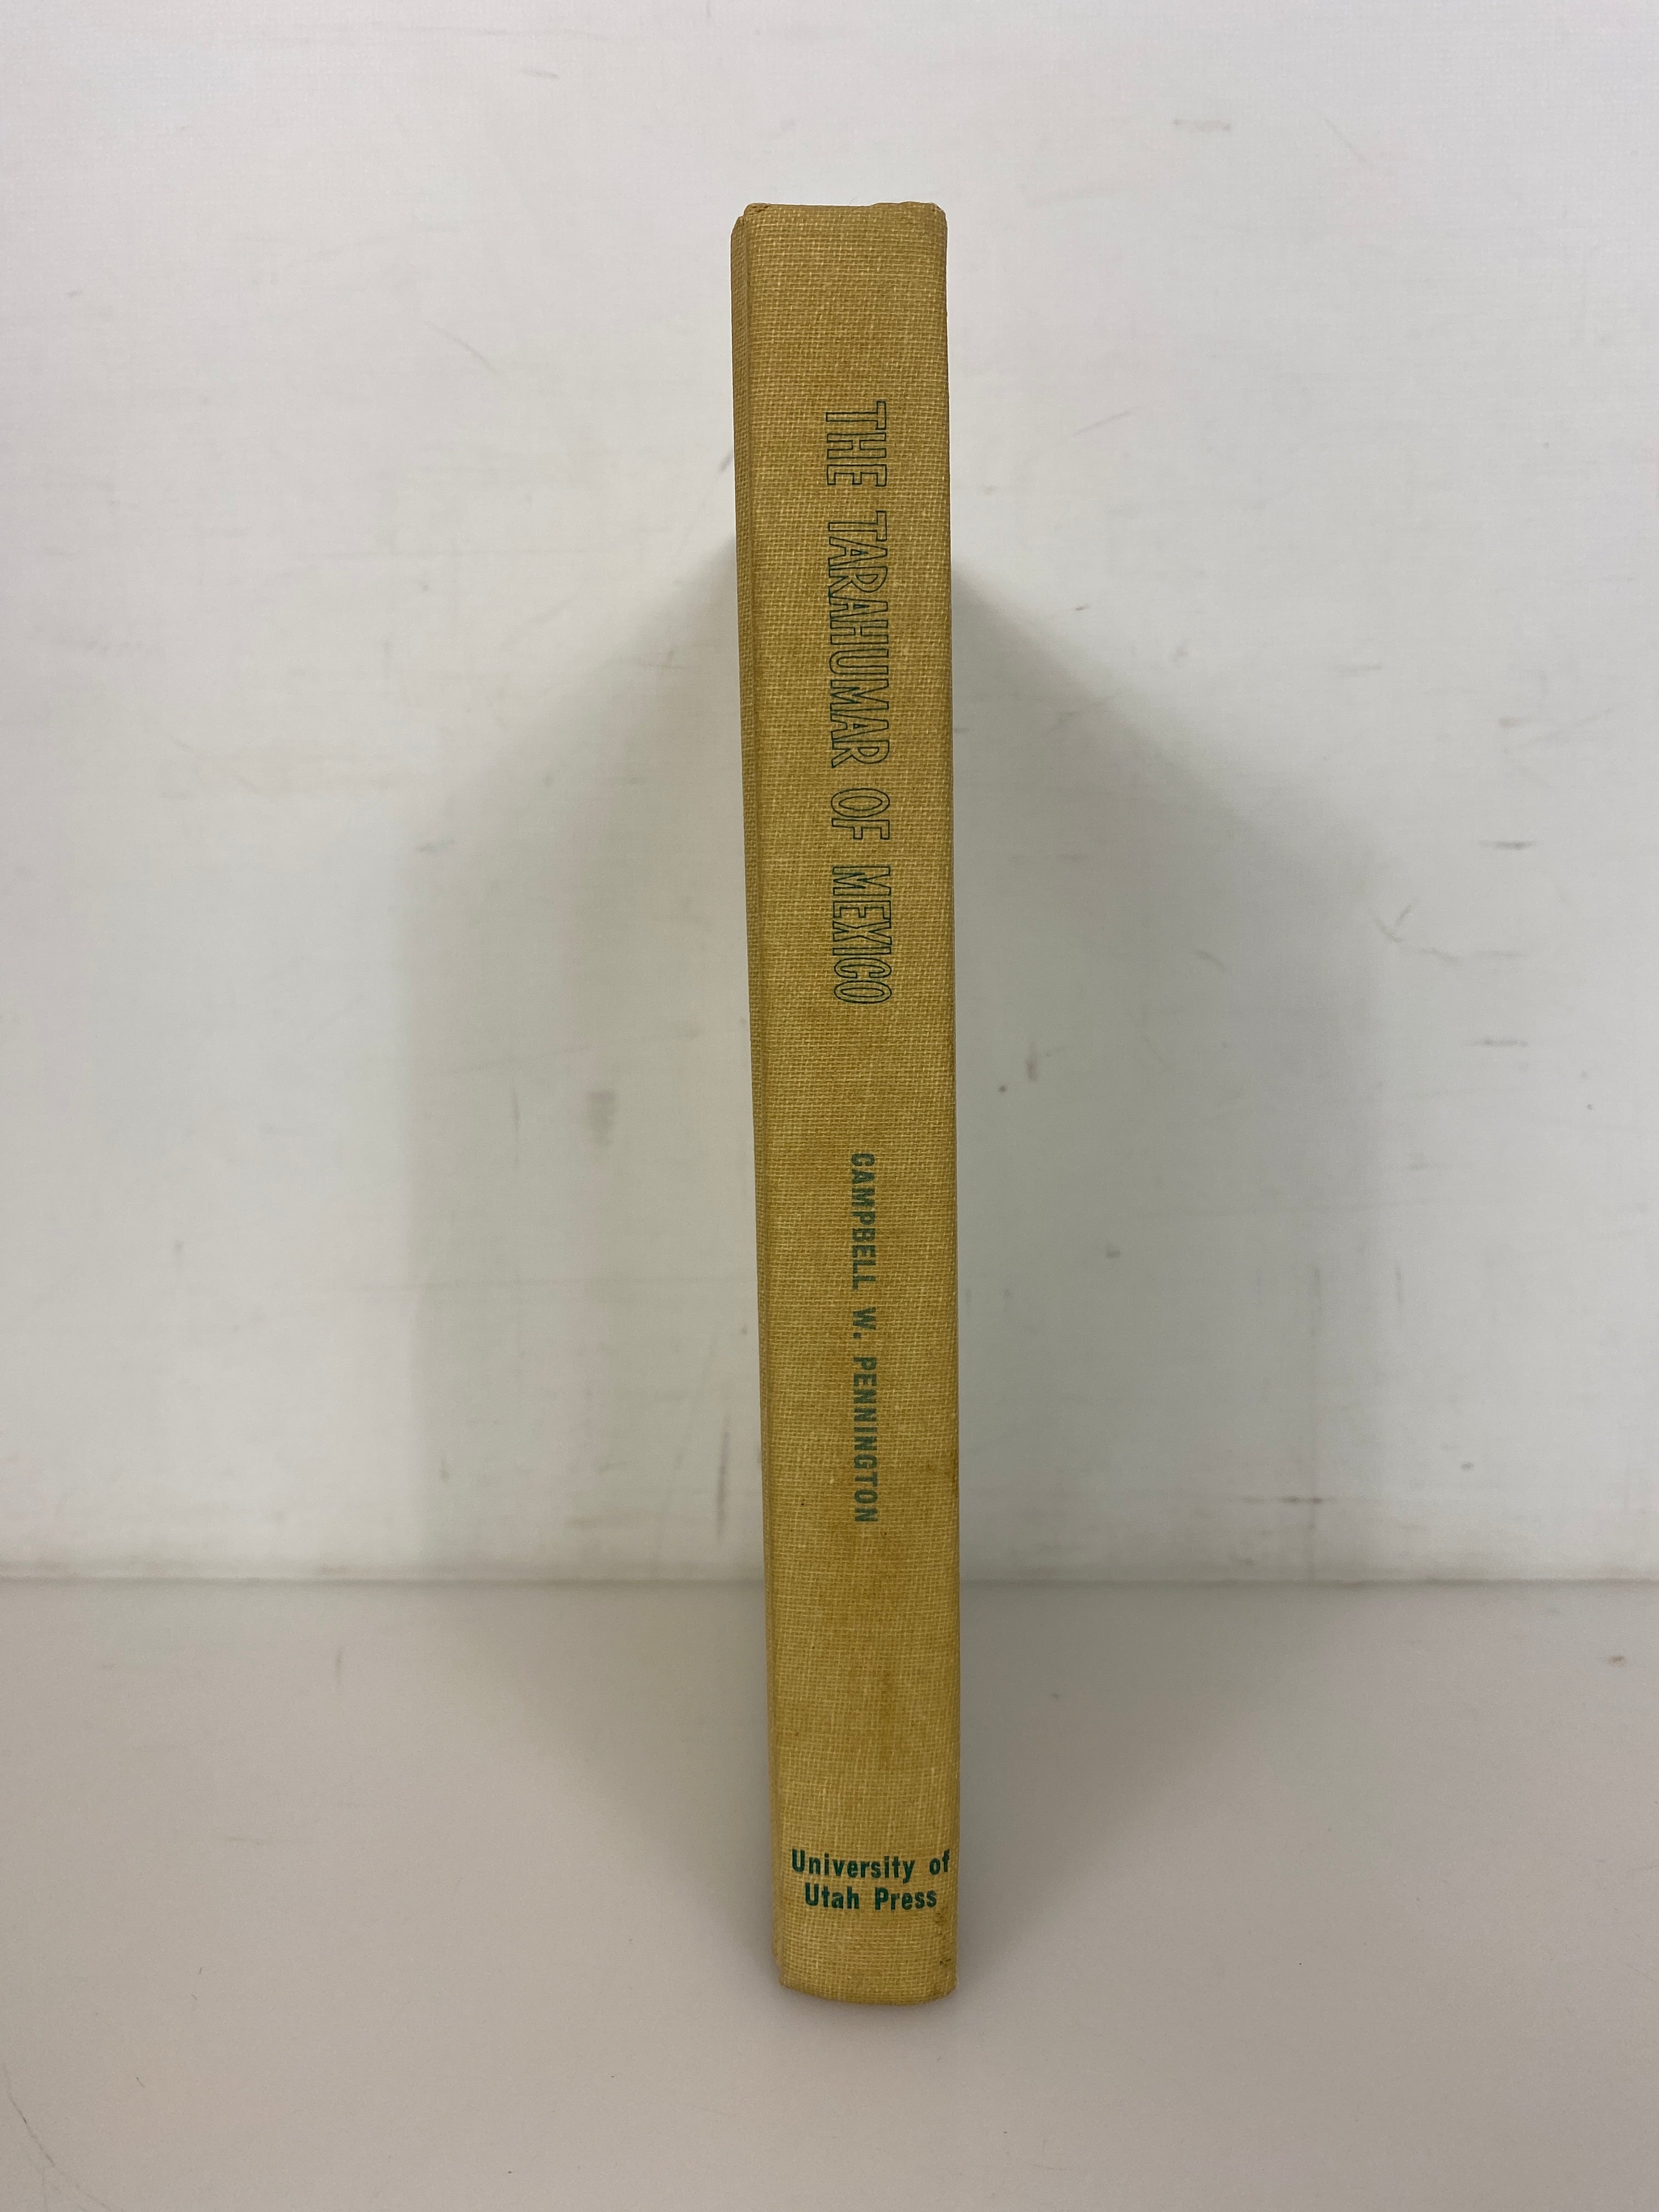 THE TARAHUMAR OF MEXICO
CAMPBELL W. PENNINGTON
University of
Utah Press